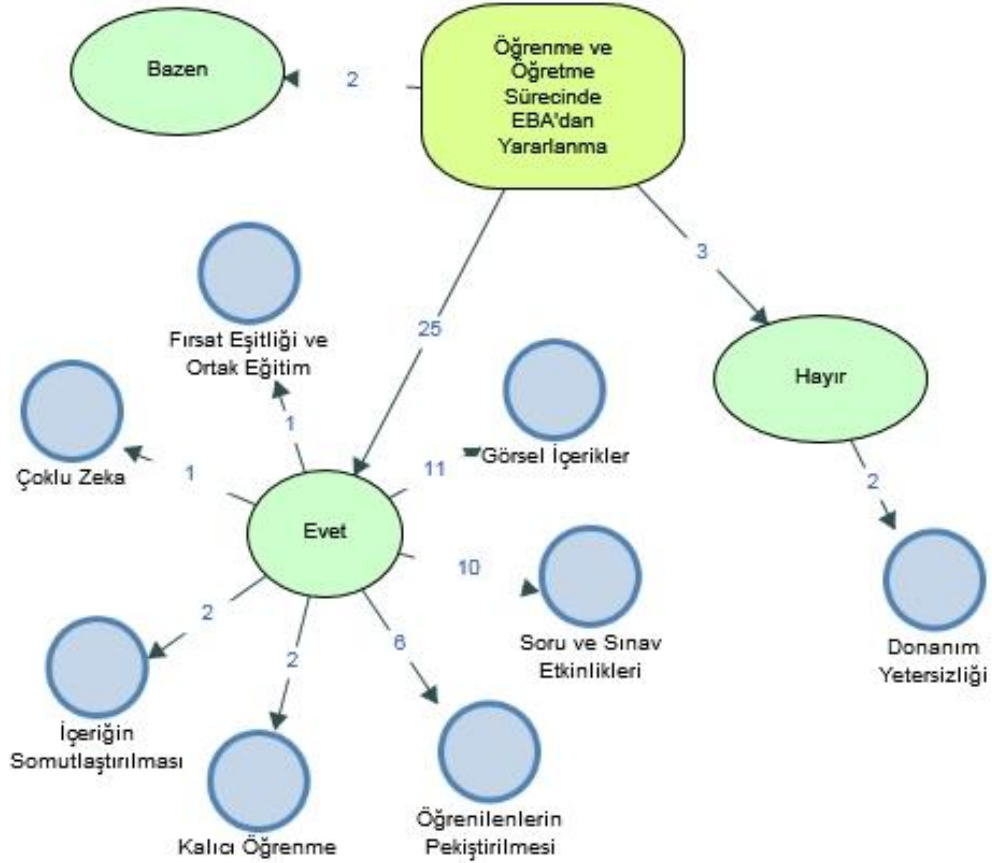 Öğrenme ve
Öğretme
Sürecinde
EBA'dan
Yararlanma
Bazen
2
3
25
Fırsat Eşitliği ve
Ortak Eğitim
Hayır
1
Çoklu Zeka
1
11
Görsel İçerikler
2
Evet
10
2
2
6
Soru ve Sınav
Etkinlikleri
Donanım
Yetersizliği
İçeriğin
Somutlaştırılması
Kalıcı Öğrenme
Öğrenilenlerin
Pekiştirilmesi